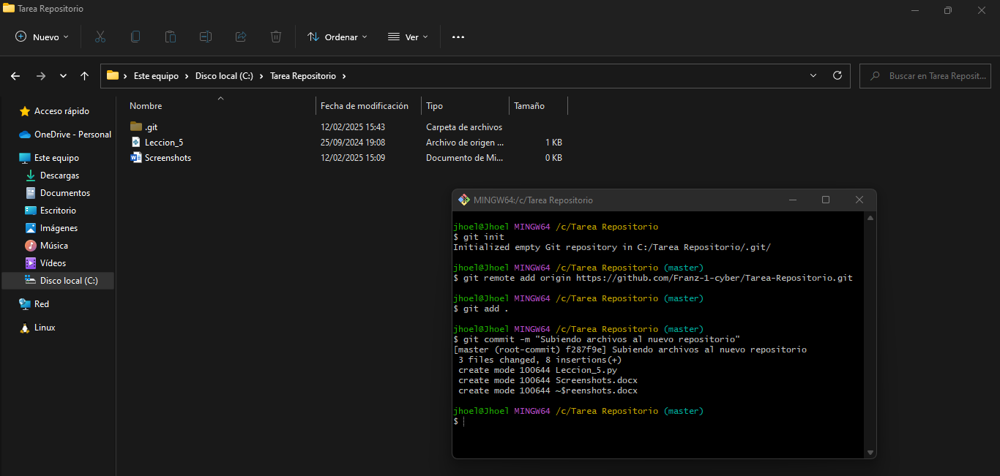 Tarea Repositorio
Nuevo
Ordenar
Ver
Este equipo
Disco local (C:)
Tarea Repositorio
Buscar en Tarea Reposit...
Acceso rápido
OneDrive - Personal
Este equipo
Descargas
Documentos
Escritorio
Imágenes
Música
Vídeos
Disco local (C:)
Red
Linux
Nombre Fecha de modificación Tipo Tamaño
.git 12/02/2025 15:43 Carpeta de archivos
Leccion_5 25/09/2024 19:08 Archivo de origen ... 1 KB
Screenshots 12/02/2025 15:09 Documento de Mi... 0 KB
MINGW64:/c/Tarea Repositorio
jhoel@Jhoel MINGW64 /c/Tarea Repositorio
$ git init
Initialized empty Git repository in C:/Tarea Repositorio/.git/
jhoel@Jhoel MINGW64 /c/Tarea Repositorio (master)
$ git remote add origin https://github.com/Franz-1-cyber/Tarea-Repositorio.git
jhoel@Jhoel MINGW64 /c/Tarea Repositorio (master)
$ git add .
jhoel@Jhoel MINGW64 /c/Tarea Repositorio (master)
$ git commit -m "Subiendo archivos al nuevo repositorio"
[master (root-commit) f287f9e] Subiendo archivos al nuevo repositorio
3 files changed, 8 insertions(+)
create mode 100644 Leccion_5.py
create mode 100644 Screenshots.docx
create mode 100644 ~$reenshots.docx
jhoel@Jhoel MINGW64 /c/Tarea Repositorio (master)
$